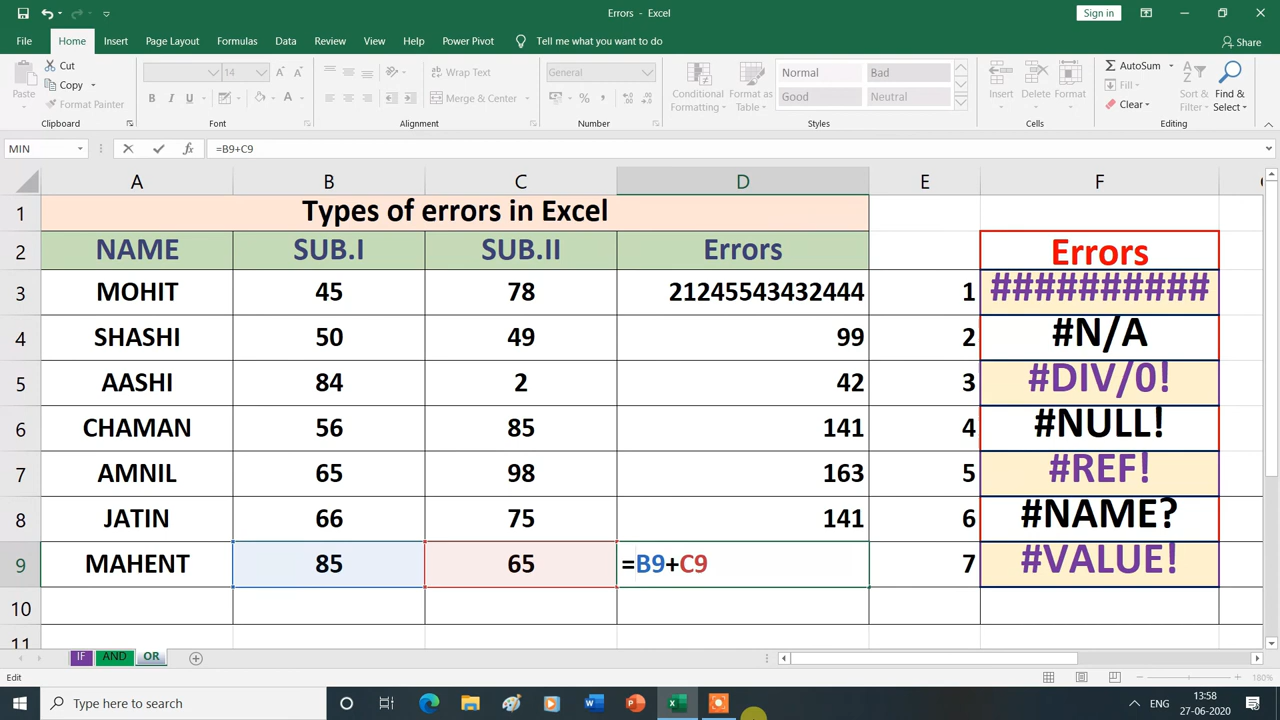 Errors - Excel
Sign in
File Home Insert Page Layout Formulas Data Review View Help Power Pivot Tell me what you want to do Share
Paste
Cut
Copy
Format Painter
Clipboard
14
Font
Wrap Text
Merge & Center
Alignment
General
Number
Conditional Formatting
Format as Table
Normal Bad
Good Neutral
Styles
Insert Delete Format
Cells
AutoSum
Fill
Clear
Sort & Filter
Find & Select
Editing
MIN =B9+C9
A B C D E F
1 Types of errors in Excel
2 NAME SUB.I SUB.II Errors Errors
3 MOHIT 45 78 21245543432444 1 ##########
4 SHASHI 50 49 99 2 #N/A
5 AASHI 84 2 42 3 #DIV/0!
6 CHAMAN 56 85 141 4 #NULL!
7 AMNIL 65 98 163 5 #REF!
8 JATIN 66 75 141 6 #NAME?
9 MAHENT 85 65 =B9+C9 7 #VALUE!
10
11
IF AND OR
Edit 180%
Type here to search
ENG
13:58
27-06-2020